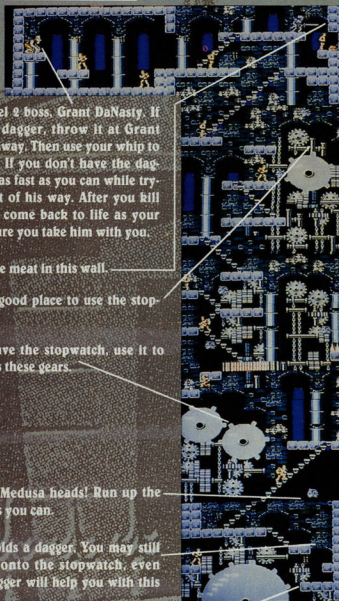 el 2 boss, Grant DaNasty. If
dagger, throw it at Grant
way. Then use your whip to
If you don't have the dag-
as fast as you can while try-
t of his way. After you kill
come back to life as your
ure you take him with you.
e meat in this wall.
good place to use the stop-
ave the stopwatch, use it to
s these gears.
Medusa heads! Run up the
s you can.
olds a dagger. You may still
onto the stopwatch, even
gger will help you with this